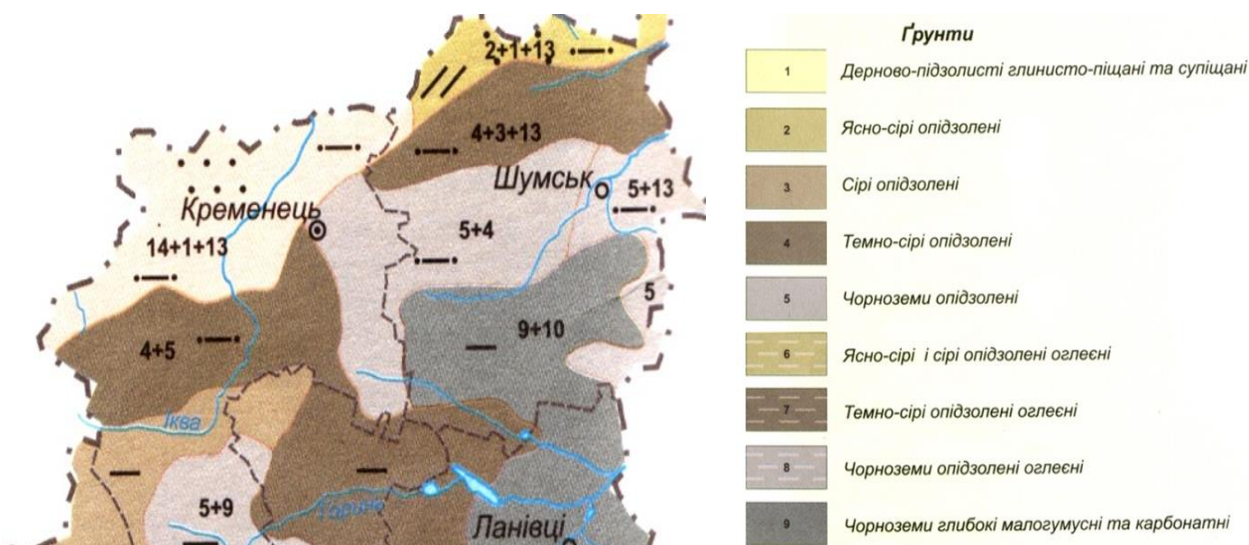 2+1+13
4+3+13
Шумськ
5+13
Кременець
5+4
14+1+13
5
9+10
4+5
Іква
5+9
Горинь
Ланівці
Ґрунти
1 Дерново-підзолисті глинисто-піщані та супіщані
2 Ясно-сірі опідзолені
3 Сірі опідзолені
4 Темно-сірі опідзолені
5 Чорноземи опідзолені
6 Ясно-сірі і сірі опідзолені оглеєні
7 Темно-сірі опідзолені оглеєні
8 Чорноземи опідзолені оглеєні
9 Чорноземи глибокі малогумусні та карбонатні